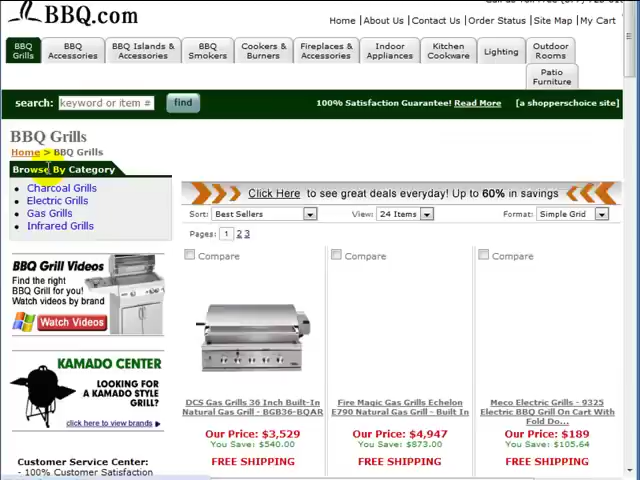 BBQ.com
Home | About Us | Contact Us | Order Status | Site Map | My Cart
BBQ Grills
BBQ Accessories
BBQ Islands & Accessories
BBQ Smokers
Cookers & Burners
Fireplaces & Accessories
Indoor Appliances
Kitchen Cookware
Lighting
Outdoor Rooms
Patio Furniture
search: keyword or item # find
100% Satisfaction Guarantee! Read More [a shopperschoice site]
BBQ Grills
Home > BBQ Grills
Browse By Category
Charcoal Grills
Electric Grills
Gas Grills
Infrared Grills
Click Here to see great deals everyday! Up to 60% in savings
Sort: Best Sellers View: 24 Items Format: Simple Grid
Pages: 1 2 3
Compare Compare Compare
BBQ Grill Videos
Find the right
BBQ Grill for you!
Watch videos by brand
Watch Videos
KAMADO CENTER
LOOKING FOR
A KAMADO STYLE
GRILL?
click here to view brands
Customer Service Center:
- 100% Customer Satisfaction
DCS Gas Grills 36 Inch Built-In
Natural Gas Grill - BGB36-BQAR
Our Price: $3,529
You Save: $540.00
FREE SHIPPING
Fire Magic Gas Grills Echelon
E790 Natural Gas Grill - Built In
Our Price: $4,947
You Save: $873.00
FREE SHIPPING
Meco Electric Grills - 9325
Electric BBQ Grill On Cart With
Fold Do...
Our Price: $189
You Save: $105.64
FREE SHIPPING